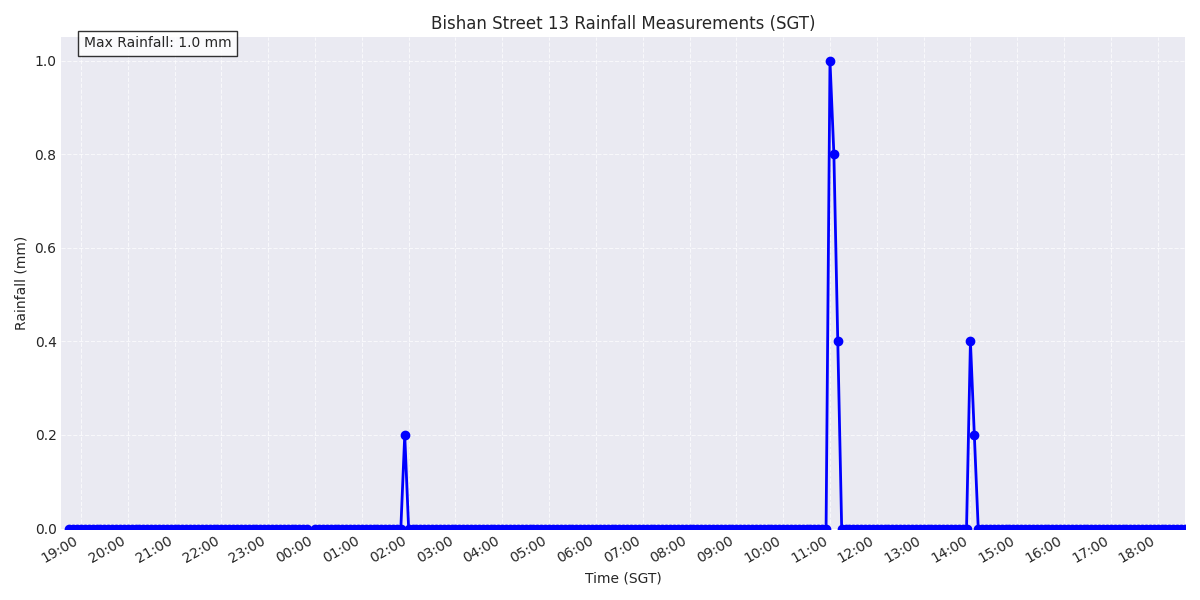 Bishan Street 13 Rainfall Measurements (SGT)
Max Rainfall: 1.0 mm
1.0
0.8
0.6
0.4
0.2
0.0
Rainfall (mm)
19:00 20:00 21:00 22:00 23:00 00:00 01:00 02:00 03:00 04:00 05:00 06:00 07:00 08:00 09:00 10:00 11:00 12:00 13:00 14:00 15:00 16:00 17:00 18:00
Time (SGT)